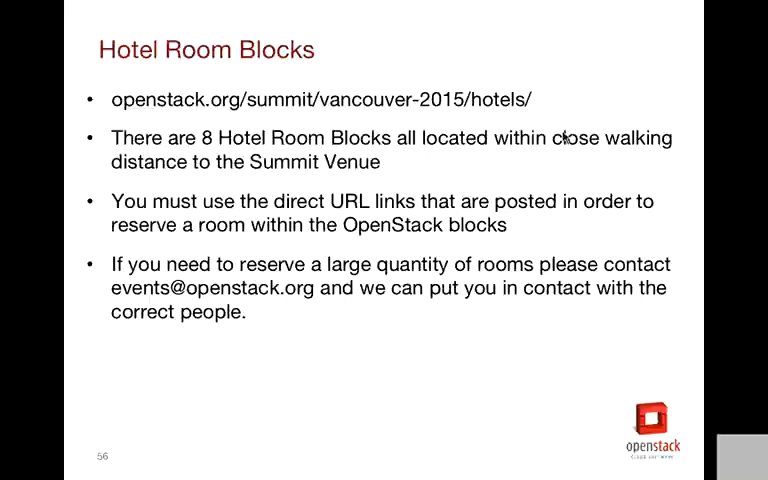 Hotel Room Blocks
• openstack.org/summit/vancouver-2015/hotels/
• There are 8 Hotel Room Blocks all located within close walking
distance to the Summit Venue
• You must use the direct URL links that are posted in order to
reserve a room within the OpenStack blocks
• If you need to reserve a large quantity of rooms please contact
events@openstack.org and we can put you in contact with the
correct people.
openstack
CLOUD SOFTWARE
56